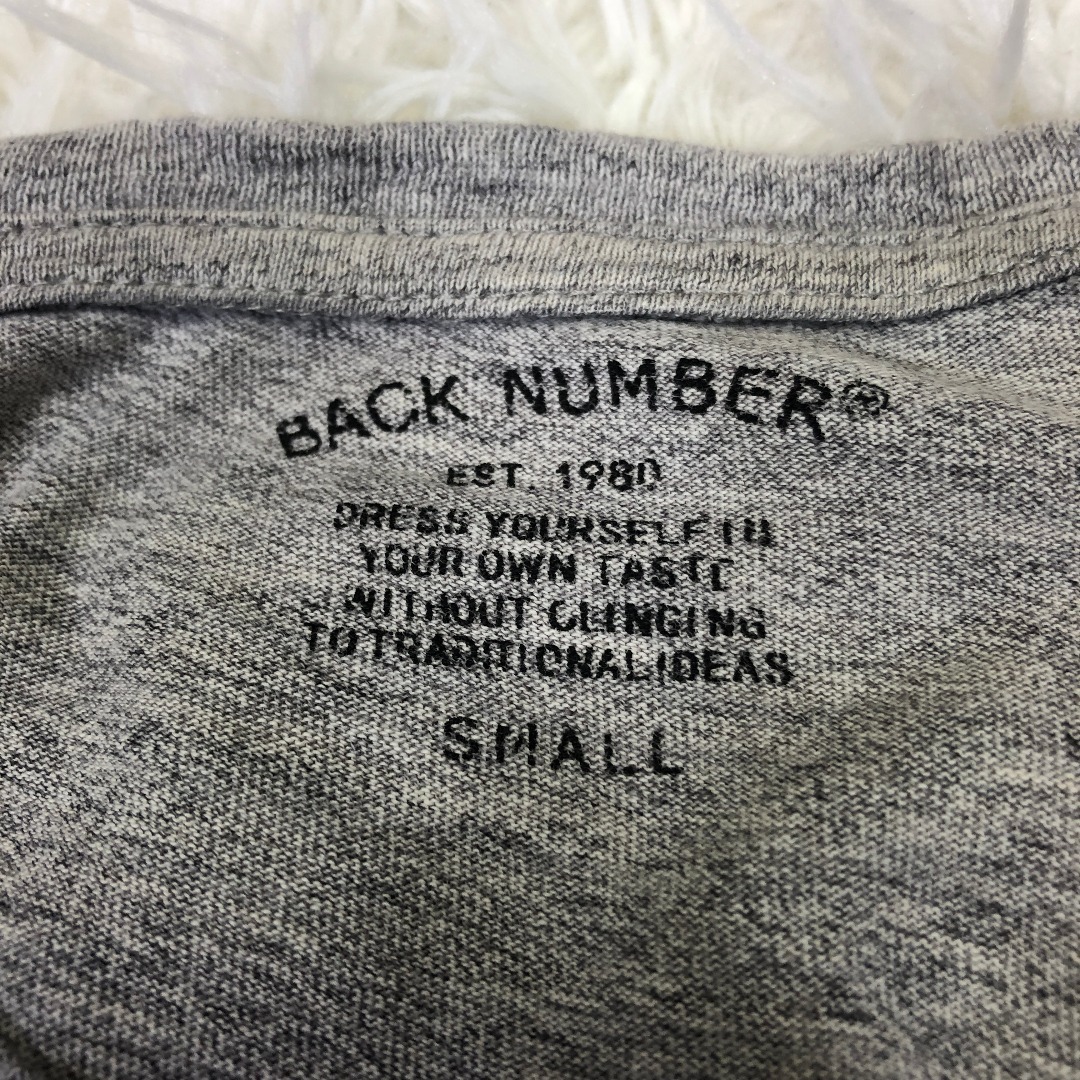 BACK NUMBER®
EST. 1980
DRESS YOURSELF IN
YOUR OWN TASTE
WITHOUT CLINGING
TO TRADITIONAL IDEAS
SMALL